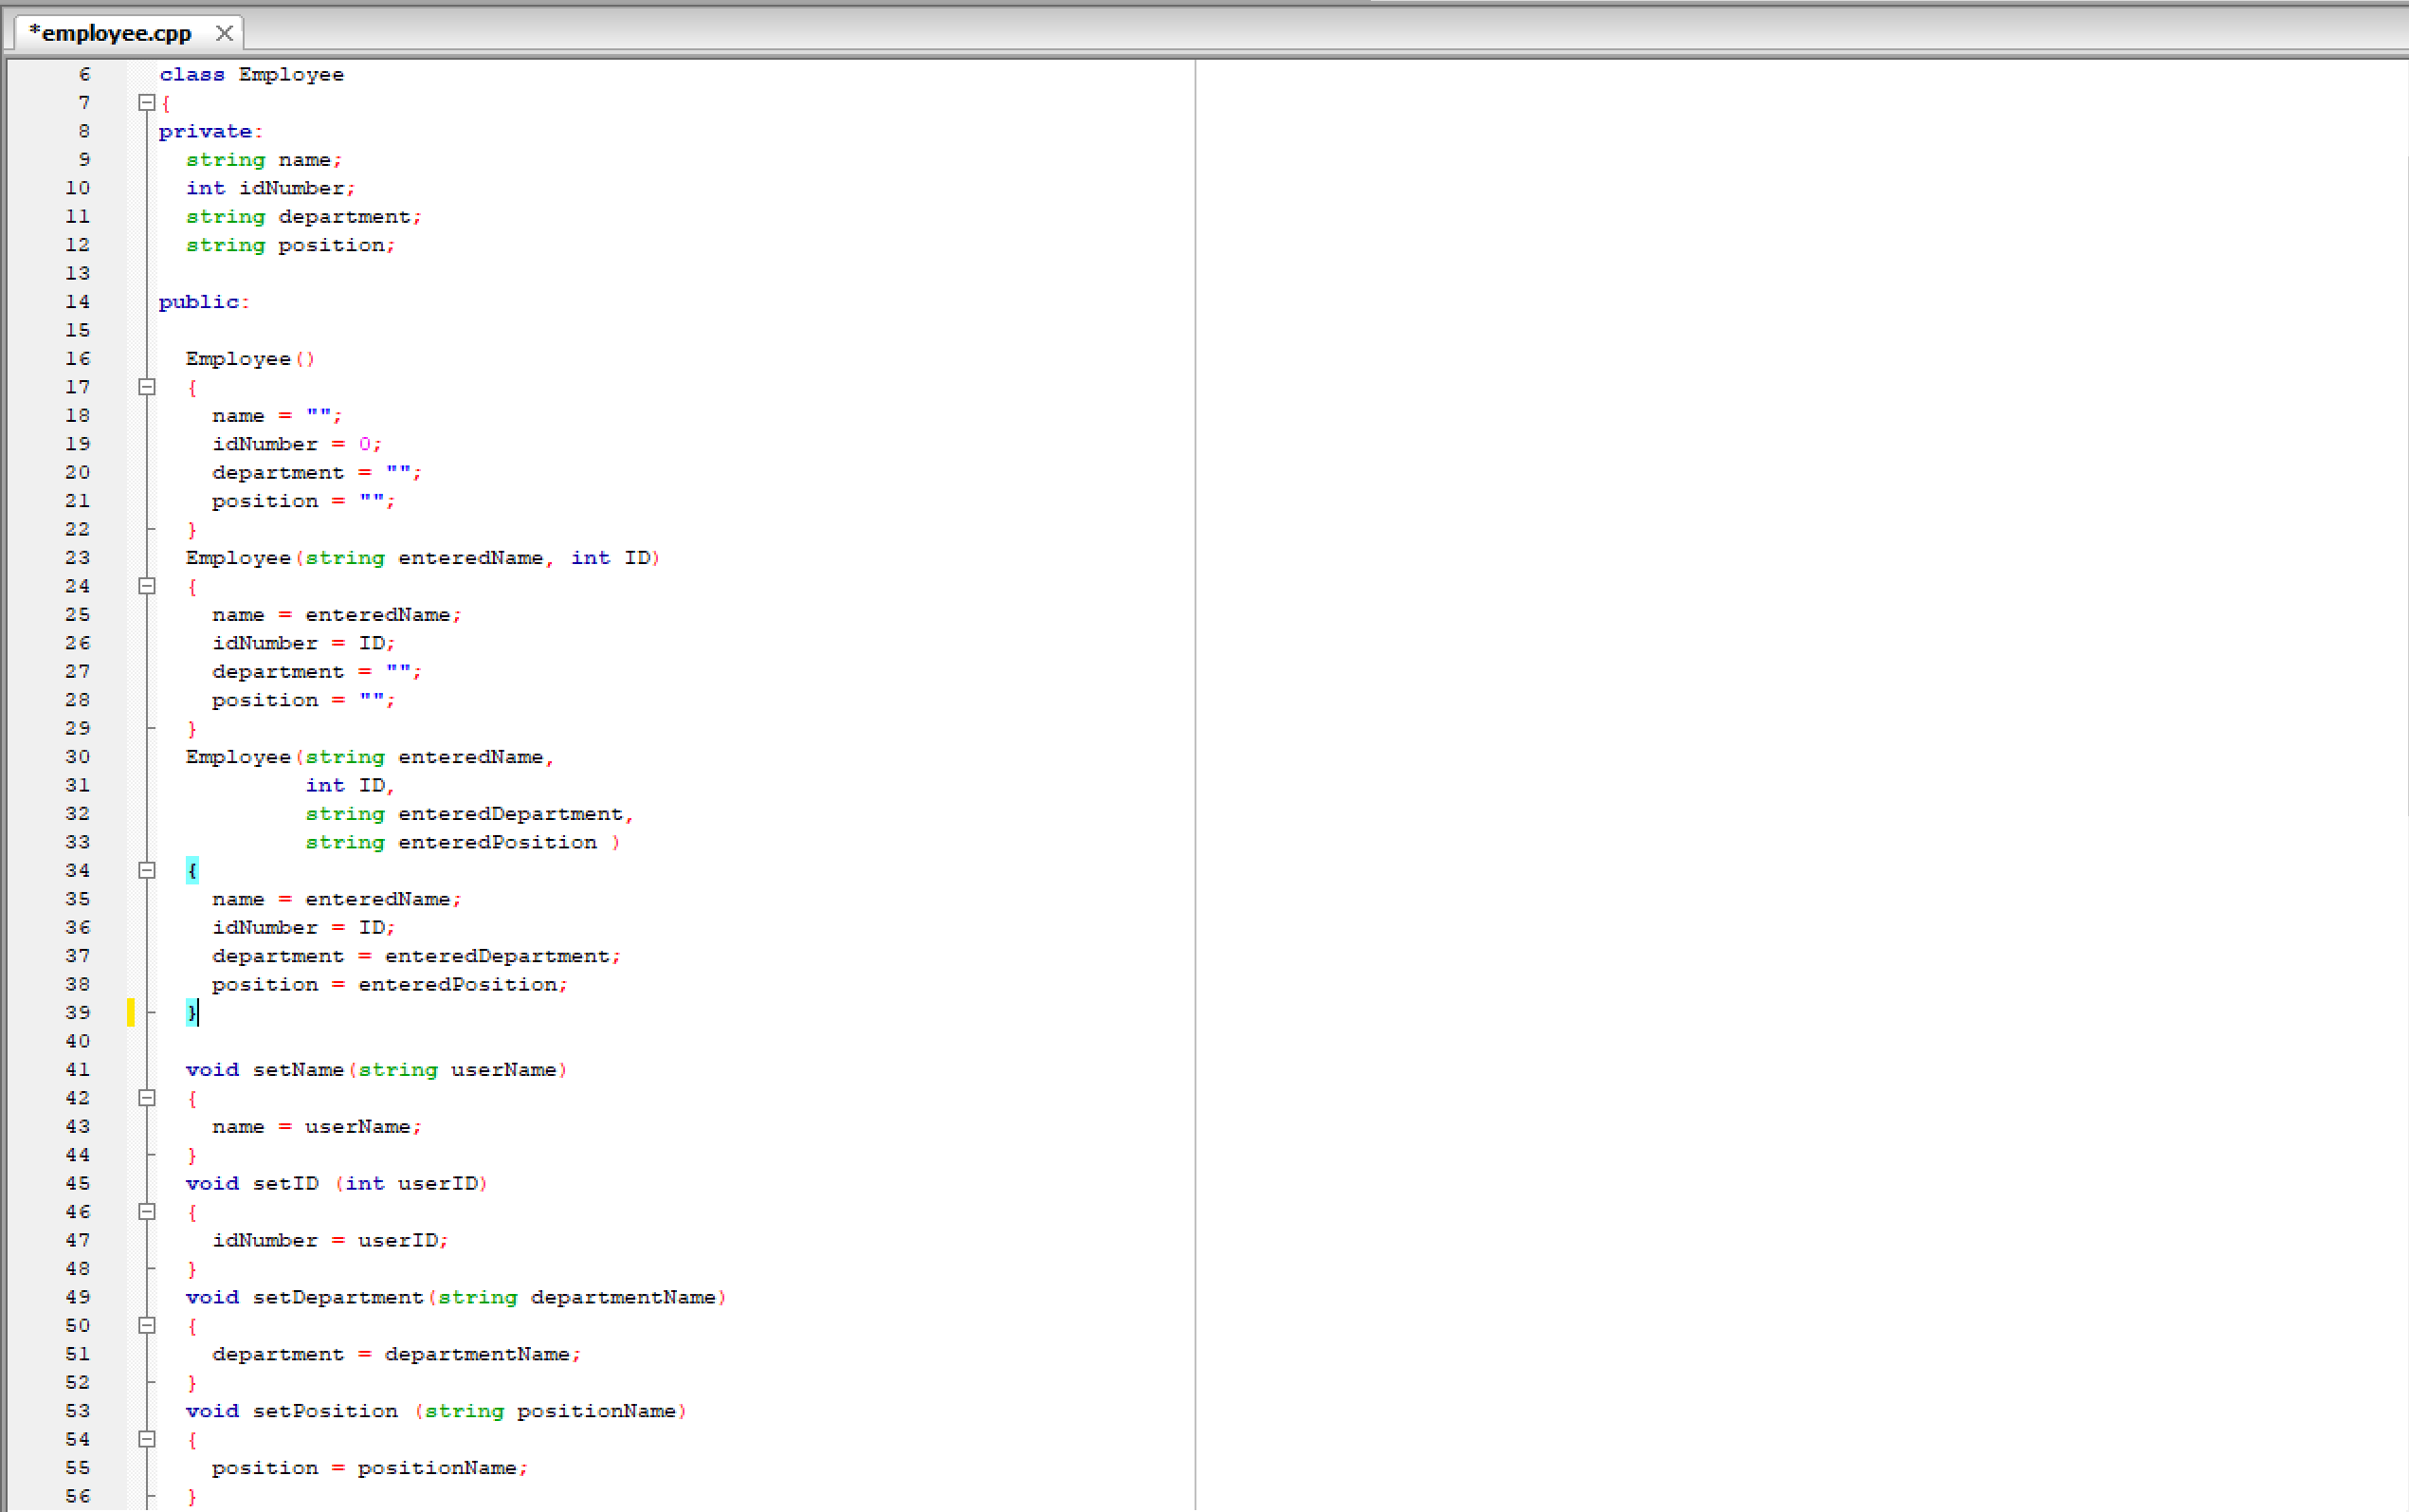 *employee.cpp
6 class Employee
7 {
8 private:
9 string name;
10 int idNumber;
11 string department;
12 string position;
13
14 public:
15
16 Employee()
17 {
18 name = "";
19 idNumber = 0;
20 department = "";
21 position = "";
22 }
23 Employee(string enteredName, int ID)
24 {
25 name = enteredName;
26 idNumber = ID;
27 department = "";
28 position = "";
29 }
30 Employee(string enteredName,
31 int ID,
32 string enteredDepartment,
33 string enteredPosition )
34 {
35 name = enteredName;
36 idNumber = ID;
37 department = enteredDepartment;
38 position = enteredPosition;
39 }
40
41 void setName(string userName)
42 {
43 name = userName;
44 }
45 void setID (int userID)
46 {
47 idNumber = userID;
48 }
49 void setDepartment(string departmentName)
50 {
51 department = departmentName;
52 }
53 void setPosition (string positionName)
54 {
55 position = positionName;
56 }